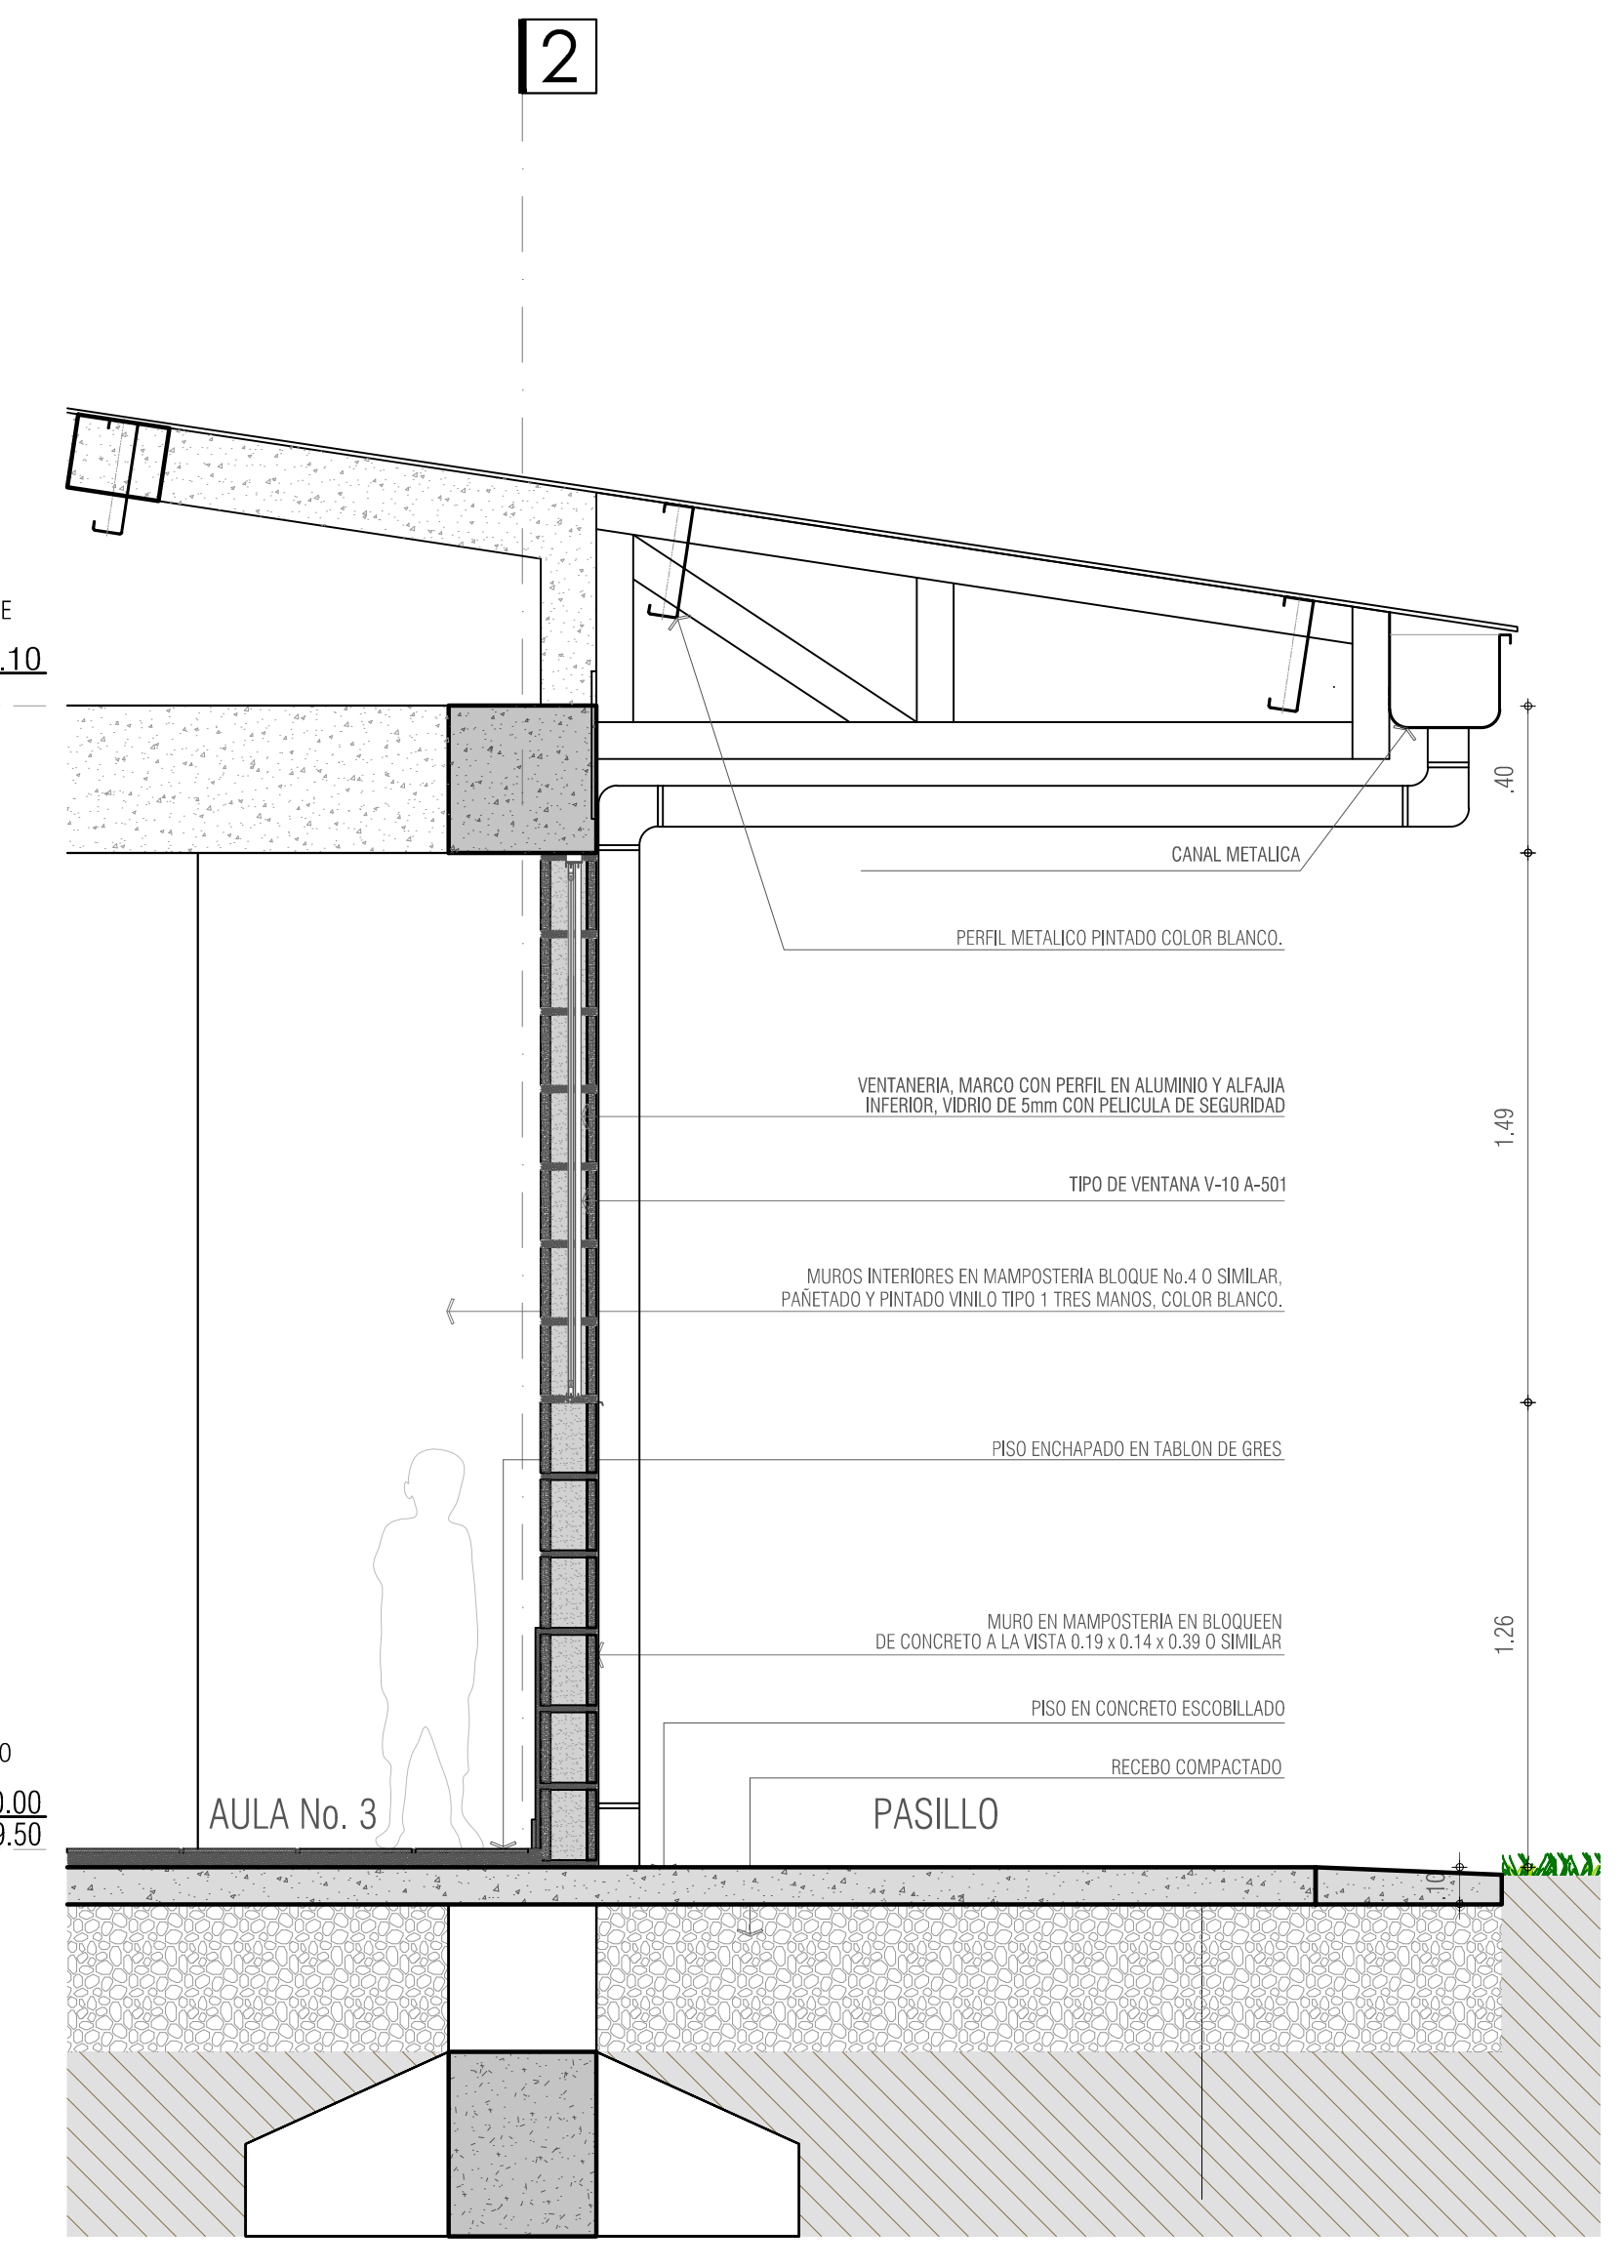 2
E
.10
.40
CANAL METALICA
PERFIL METALICO PINTADO COLOR BLANCO.
VENTANERIA, MARCO CON PERFIL EN ALUMINIO Y ALFAJIA
INFERIOR, VIDRIO DE 5mm CON PELICULA DE SEGURIDAD
1.49
TIPO DE VENTANA V-10 A-501
MUROS INTERIORES EN MAMPOSTERIA BLOQUE No.4 O SIMILAR,
PAÑETADO Y PINTADO VINILO TIPO 1 TRES MANOS, COLOR BLANCO.
PISO ENCHAPADO EN TABLON DE GRES
MURO EN MAMPOSTERIA EN BLOQUEEN
DE CONCRETO A LA VISTA 0.19 x 0.14 x 0.39 O SIMILAR
1.26
PISO EN CONCRETO ESCOBILLADO
O
RECEBO COMPACTADO
0.00
9.50
AULA No. 3
PASILLO
.10